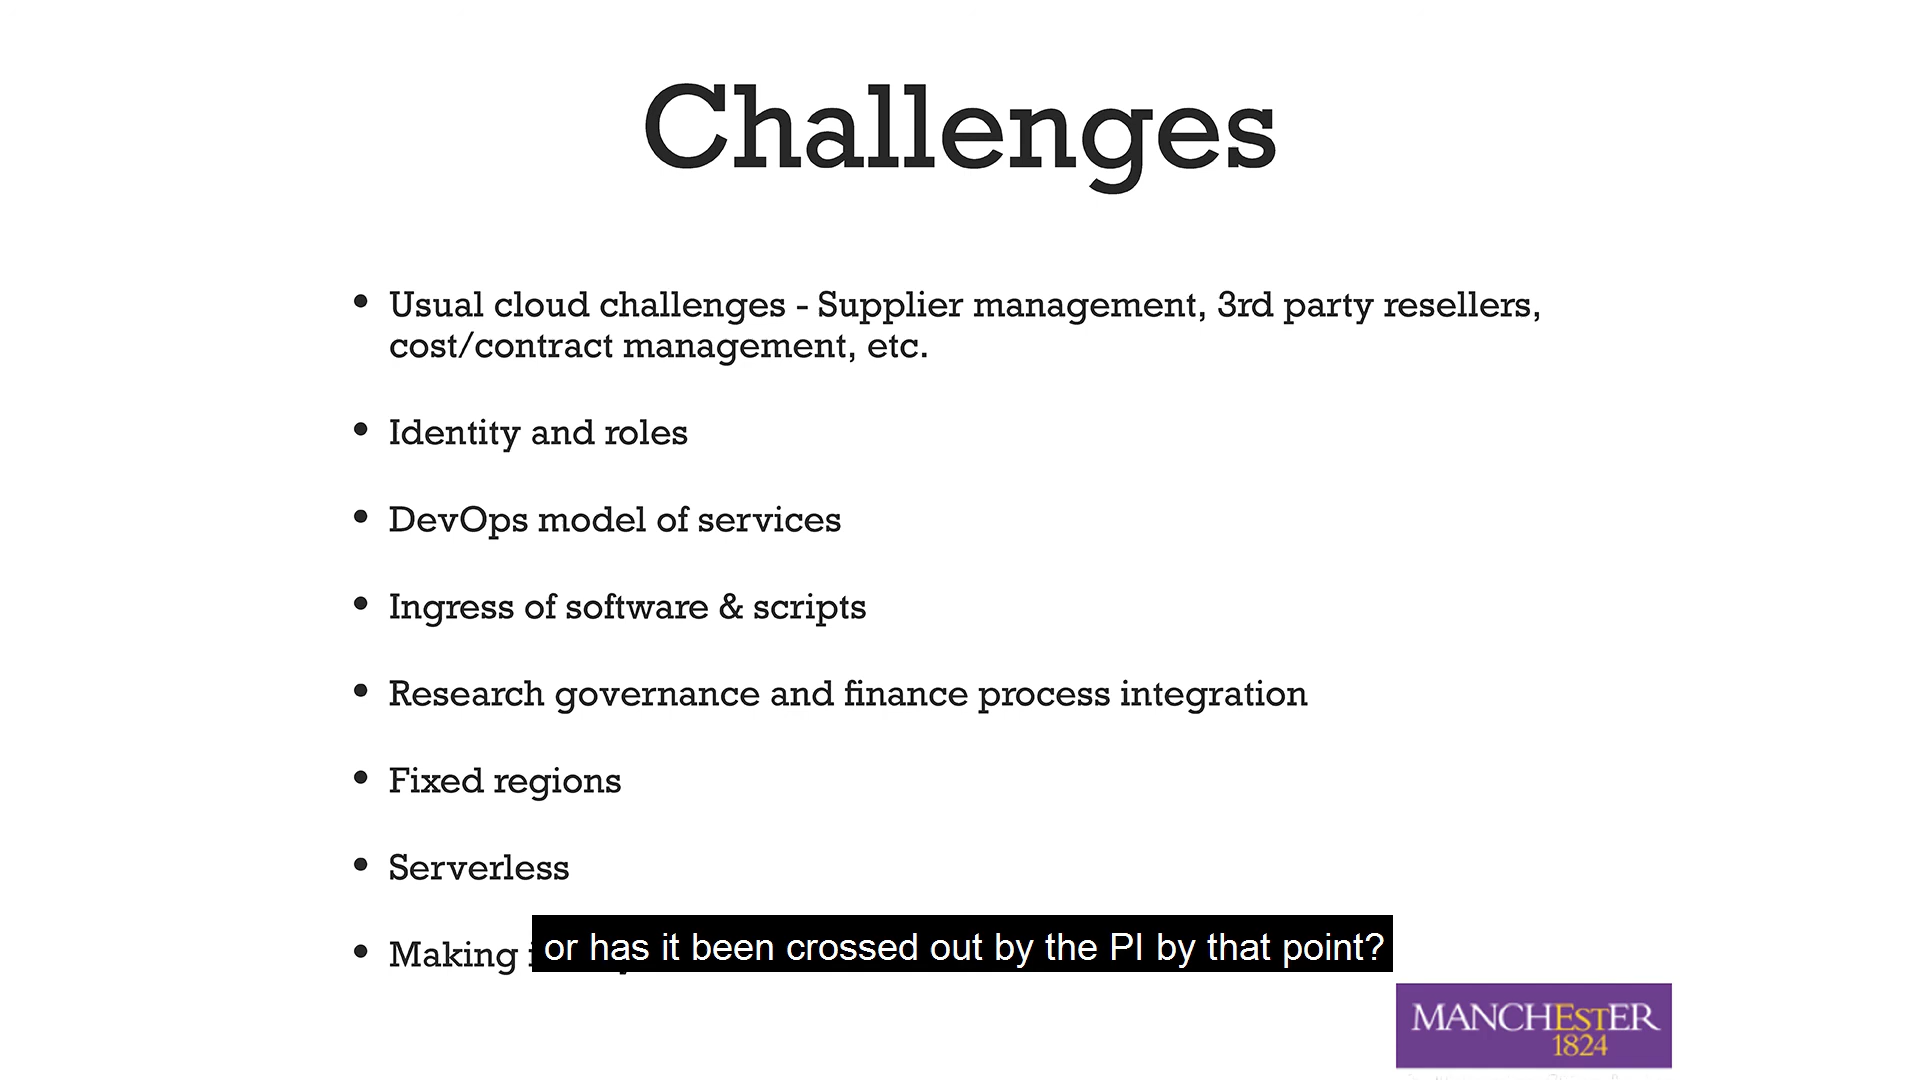 Challenges
• Usual cloud challenges - Supplier management, 3rd party resellers,
cost/contract management, etc.
• Identity and roles
• DevOps model of services
• Ingress of software & scripts
• Research governance and finance process integration
• Fixed regions
• Serverless
• Making
or has it been crossed out by the PI by that point?
MANCHESTER
1824